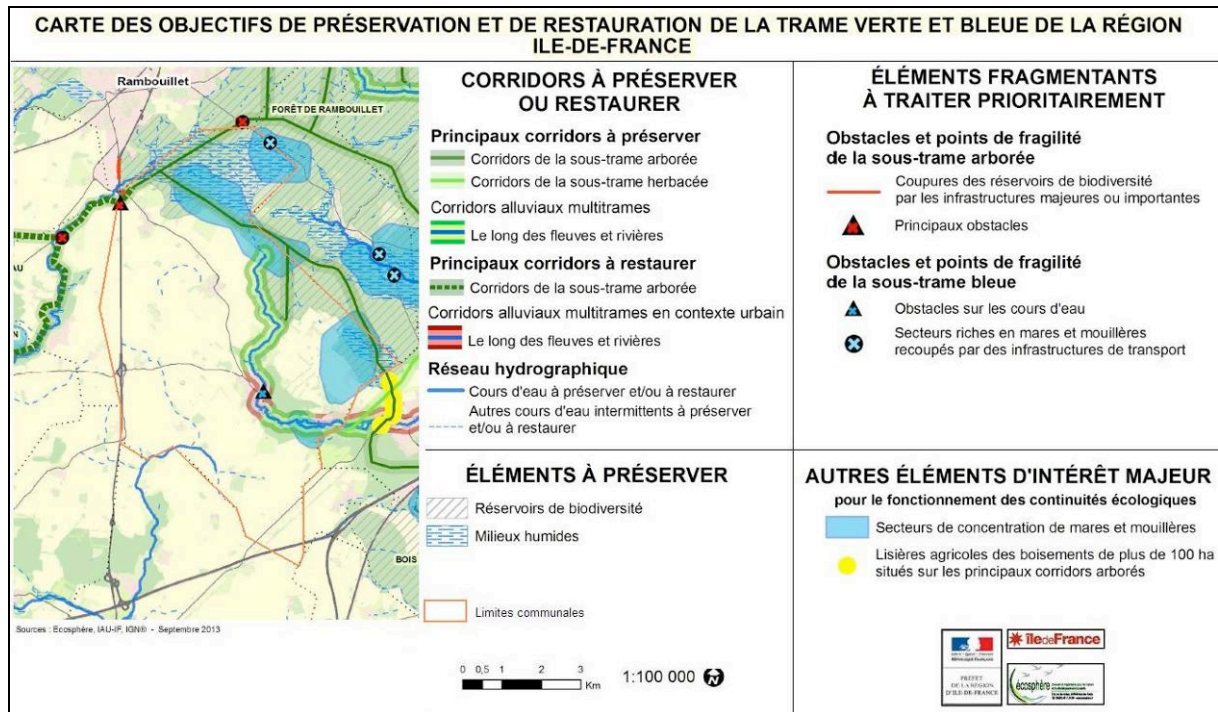 CARTE DES OBJECTIFS DE PRÉSERVATION ET DE RESTAURATION DE LA TRAME VERTE ET BLEUE DE LA RÉGION
ILE-DE-FRANCE
Rambouillet
FORÊT DE RAMBOUILLET
AU
N
BOIS
Sources : Ecosphère, IAU-IF, IGN® - Septembre 2013
CORRIDORS À PRÉSERVER
OU RESTAURER
Principaux corridors à préserver
Corridors de la sous-trame arborée
Corridors de la sous-trame herbacée
Corridors alluviaux multitrames
Le long des fleuves et rivières
Principaux corridors à restaurer
Corridors de la sous-trame arborée
Corridors alluviaux multitrames en contexte urbain
Le long des fleuves et rivières
Réseau hydrographique
Cours d'eau à préserver et/ou à restaurer
Autres cours d'eau intermittents à préserver
et/ou à restaurer
ÉLÉMENTS FRAGMENTANTS
À TRAITER PRIORITAIREMENT
Obstacles et points de fragilité
de la sous-trame arborée
Coupures des réservoirs de biodiversité
par les infrastructures majeures ou importantes
Principaux obstacles
Obstacles et points de fragilité
de la sous-trame bleue
Obstacles sur les cours d'eau
Secteurs riches en mares et mouillères
recoupés par des infrastructures de transport
ÉLÉMENTS À PRÉSERVER
Réservoirs de biodiversité
Milieux humides
Limites communales
0 0,5 1 2 3
Km
1:100 000
N
AUTRES ÉLÉMENTS D'INTÉRÊT MAJEUR
pour le fonctionnement des continuités écologiques
Secteurs de concentration de mares et mouillères
Lisières agricoles des boisements de plus de 100 ha
situés sur les principaux corridors arborés
RÉPUBLIQUE FRANÇAISE
PRÉFET
DE LA RÉGION
D'ILE-DE-FRANCE
îledeFrance
écosphère